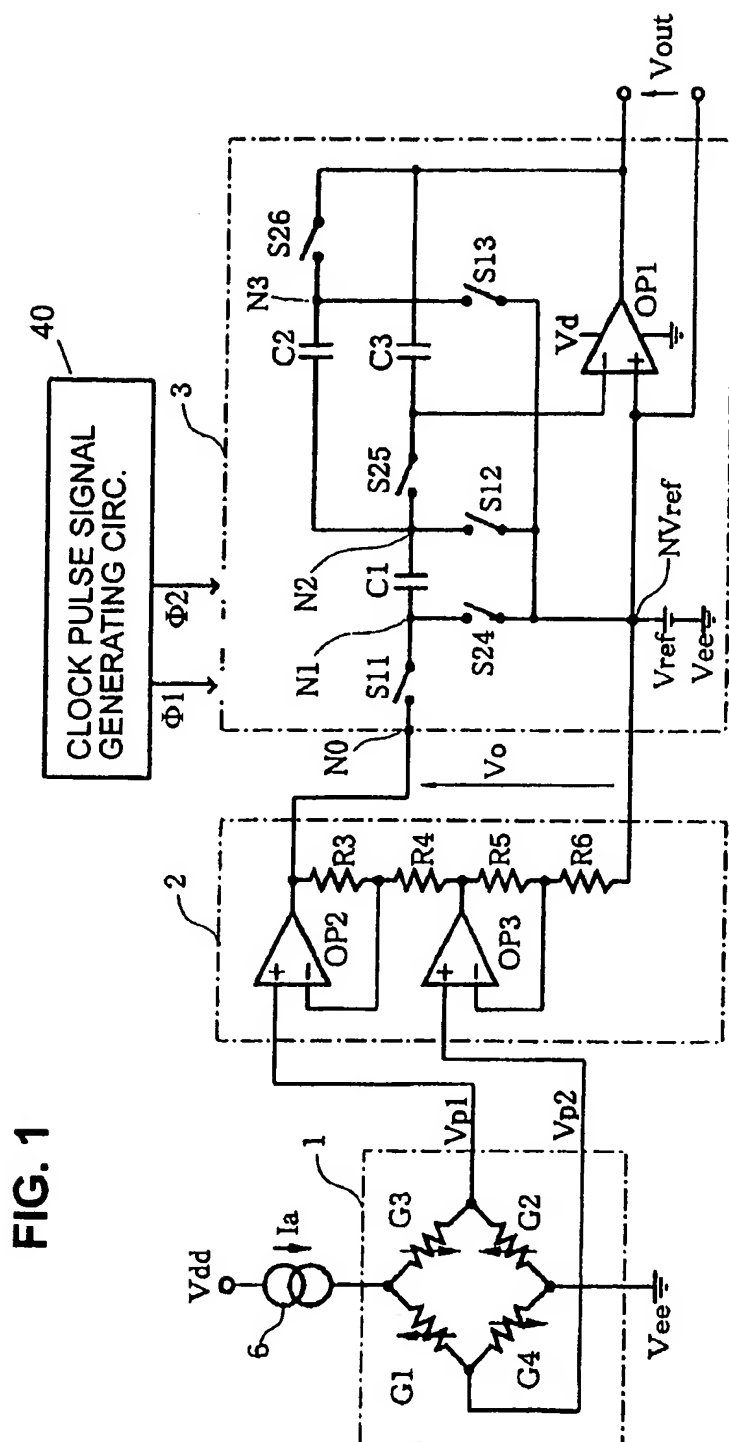 FIG. 1
40
CLOCK PULSE SIGNAL
GENERATING CIRC.
Φ1
Φ2
3
S26
N3
C2
S13
C3
Vd
OP1
Vout
S25
N2
S12
C1
N1
S24
S11
N0
NVref
Vref
Vee
Vo
2
OP2
R3
R4
R5
R6
OP3
Vp1
Vp2
1
Vdd
Ia
6
G1
G3
G2
G4
Vee